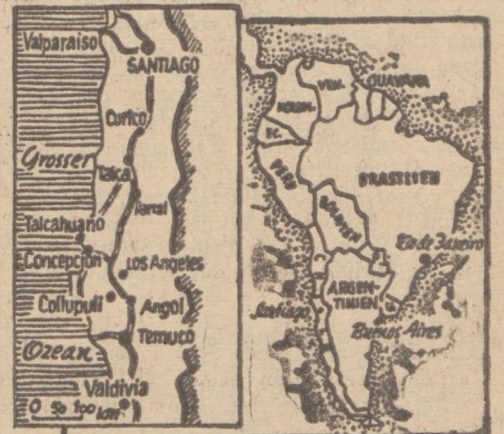 Valparaiso
SANTIAGO
Curico
Grosser
Talca
Parral
Talcahuano
Concepcion
Los Angeles
Collupuli
Angol
Temuco
Ozean
Valdivia
0 50 100 km
VEN.
GUAYANA
KOLUM.
EC.
PERU
BRASILIEN
BOLIVIEN
Rio de Janeiro
ARGEN-
TINIEN
Santiago
Buenos Aires